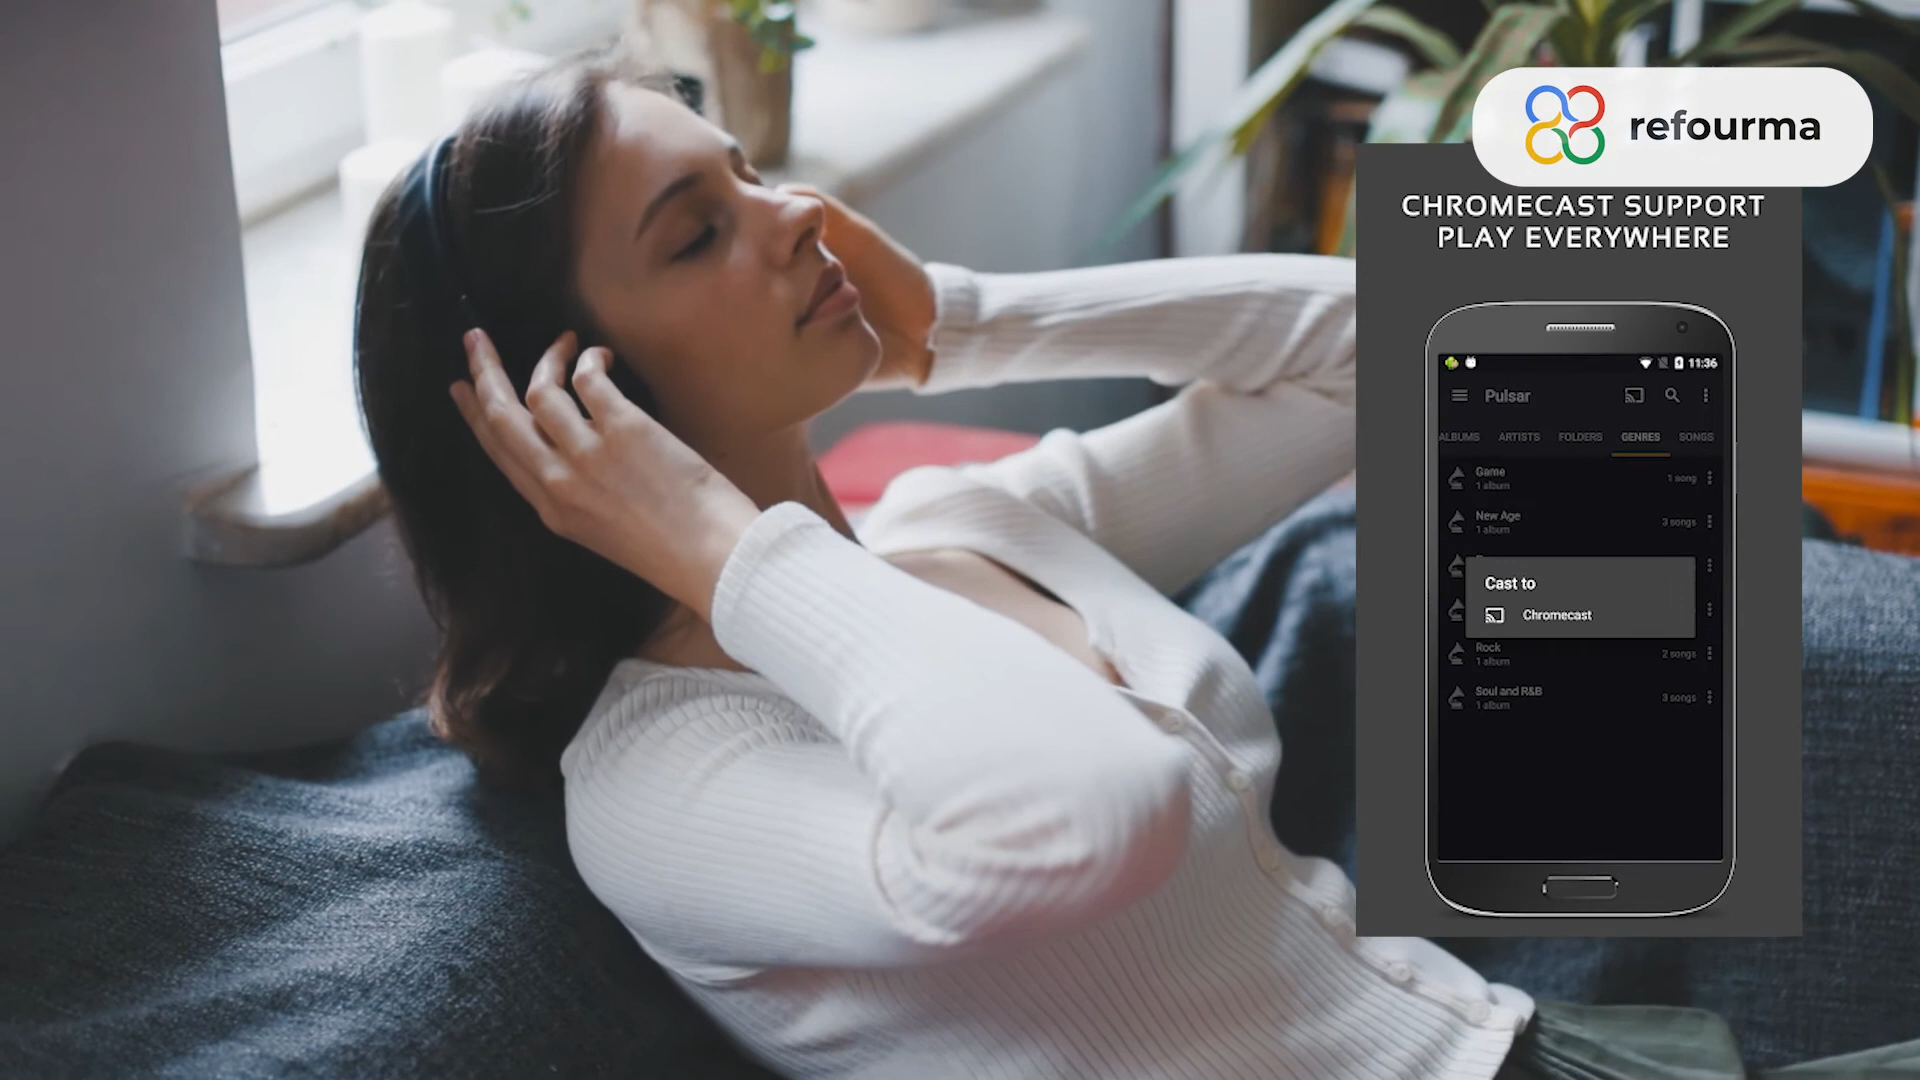 refourma
CHROMECAST SUPPORT
PLAY EVERYWHERE
11:36
Pulsar
ALBUMS ARTISTS FOLDERS GENRES SONGS
Game
1 album
1 song
New Age
1 album
3 songs
Cast to
Chromecast
Rock
1 album
2 songs
Soul and R&B
1 album
3 songs